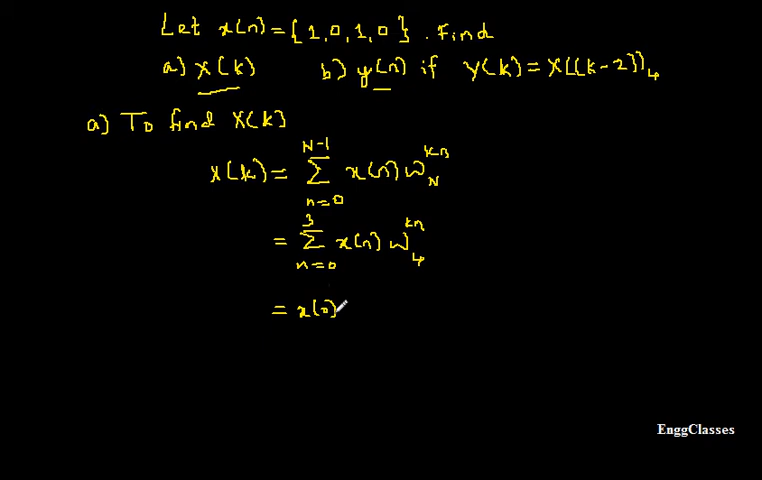 Let x(n) = {1, 0, 1, 0}. Find
a) X(k) b) y(n) if Y(k) = X((k-2))₄
a) To find X(k)
X(k) = Σ_{n=0}^{N-1} x(n) W_N^{kn}
= Σ_{n=0}^{3} x(n) W_4^{kn}
= x(0)
EnggClasses